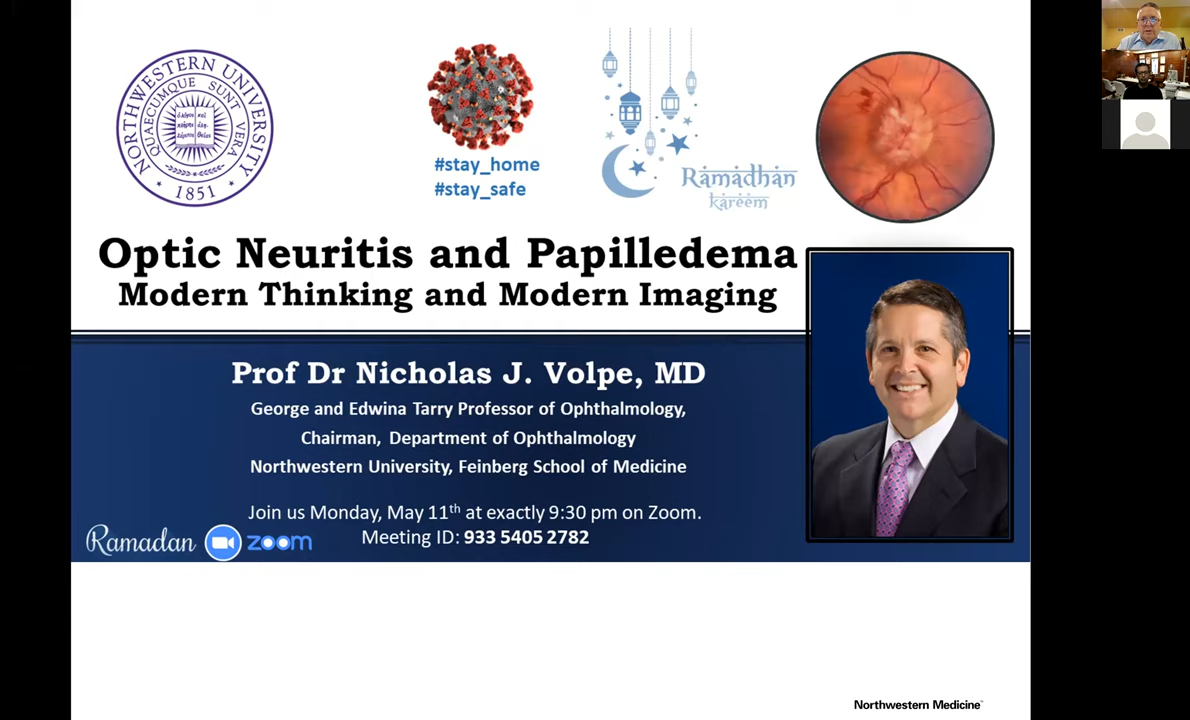 NORTHWESTERN UNIVERSITY
QUAECUMQUE SUNT VERA
1851
#stay_home
#stay_safe
Ramadhan
kareem
Optic Neuritis and Papilledema
Modern Thinking and Modern Imaging
Prof Dr Nicholas J. Volpe, MD
George and Edwina Tarry Professor of Ophthalmology,
Chairman, Department of Ophthalmology
Northwestern University, Feinberg School of Medicine
Join us Monday, May 11th at exactly 9:30 pm on Zoom.
Meeting ID: 933 5405 2782
Ramadan
zoom
Northwestern Medicine